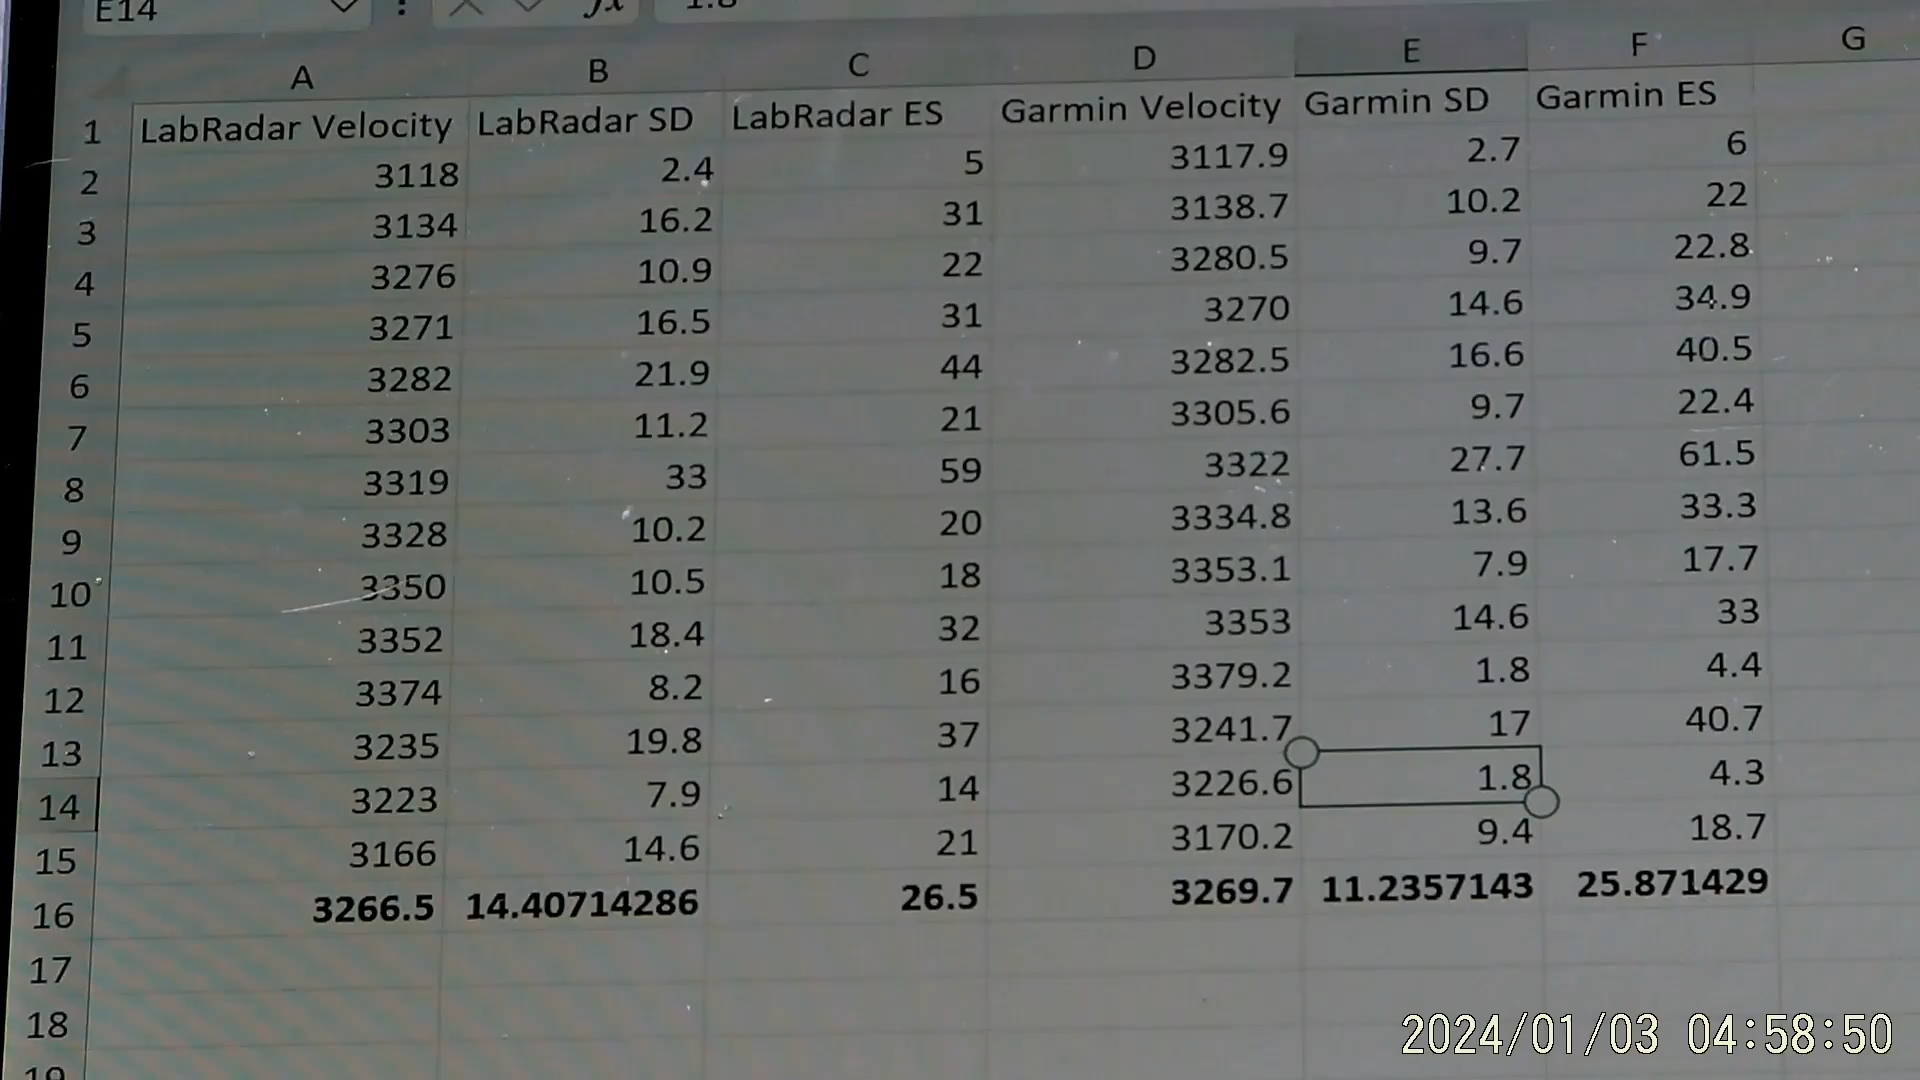 E14 : fx 1.8
A B C D E F G
1 LabRadar Velocity LabRadar SD LabRadar ES Garmin Velocity Garmin SD Garmin ES
2 3118 2.4 5 3117.9 2.7 6
3 3134 16.2 31 3138.7 10.2 22
4 3276 10.9 22 3280.5 9.7 22.8
5 3271 16.5 31 3270 14.6 34.9
6 3282 21.9 44 3282.5 16.6 40.5
7 3303 11.2 21 3305.6 9.7 22.4
8 3319 33 59 3322 27.7 61.5
9 3328 10.2 20 3334.8 13.6 33.3
10 3350 10.5 18 3353.1 7.9 17.7
11 3352 18.4 32 3353 14.6 33
12 3374 8.2 16 3379.2 1.8 4.4
13 3235 19.8 37 3241.7 17 40.7
14 3223 7.9 14 3226.6 1.8 4.3
15 3166 14.6 21 3170.2 9.4 18.7
16 3266.5 14.40714286 26.5 3269.7 11.2357143 25.871429
17
18
19
2024/01/03 04:58:50